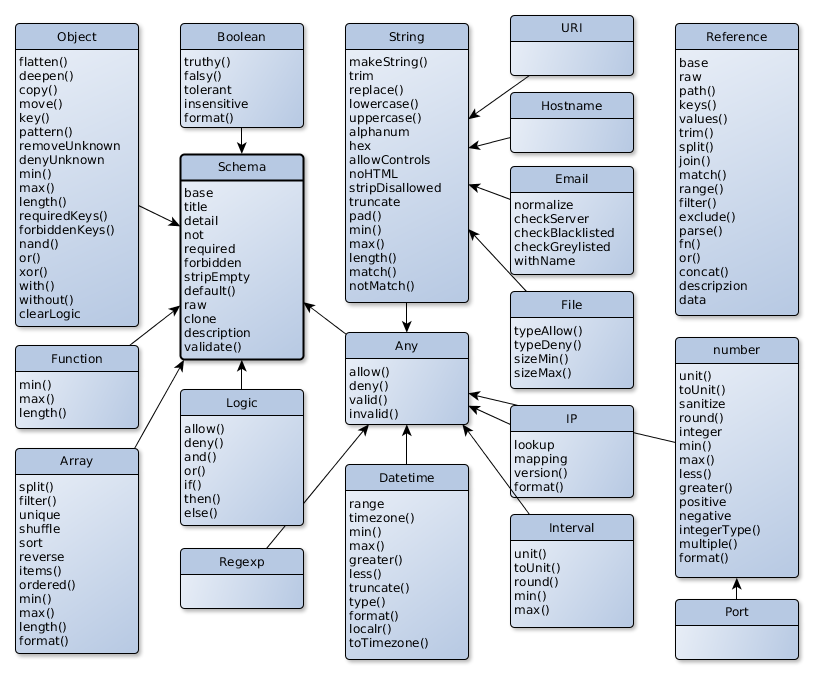 Object
flatten()
deepen()
copy()
move()
key()
pattern()
removeUnknown
denyUnknown
min()
max()
length()
requiredKeys()
forbiddenKeys()
nand()
or()
xor()
with()
without()
clearLogic
Function
min()
max()
length()
Array
split()
filter()
unique
shuffle
sort
reverse
items()
ordered()
min()
max()
length()
format()
Boolean
truthy()
falsy()
tolerant
insensitive
format()
Schema
base
title
detail
not
required
forbidden
stripEmpty
default()
raw
clone
description
validate()
Logic
allow()
deny()
and()
or()
if()
then()
else()
Regexp
String
makeString()
trim
replace()
lowercase()
uppercase()
alphanum
hex
allowControls
noHTML
stripDisallowed
truncate
pad()
min()
max()
length()
match()
notMatch()
Any
allow()
deny()
valid()
invalid()
Datetime
range
timezone()
min()
max()
greater()
less()
truncate()
type()
format()
localr()
toTimezone()
URI
Hostname
Email
normalize
checkServer
checkBlacklisted
checkGreylisted
withName
File
typeAllow()
typeDeny()
sizeMin()
sizeMax()
IP
lookup
mapping
version()
format()
Interval
unit()
toUnit()
round()
min()
max()
Reference
base
raw
path()
keys()
values()
trim()
split()
join()
match()
range()
filter()
exclude()
parse()
fn()
or()
concat()
descripzion
data
number
unit()
toUnit()
sanitize
round()
integer
min()
max()
less()
greater()
positive
negative
integerType()
multiple()
format()
Port